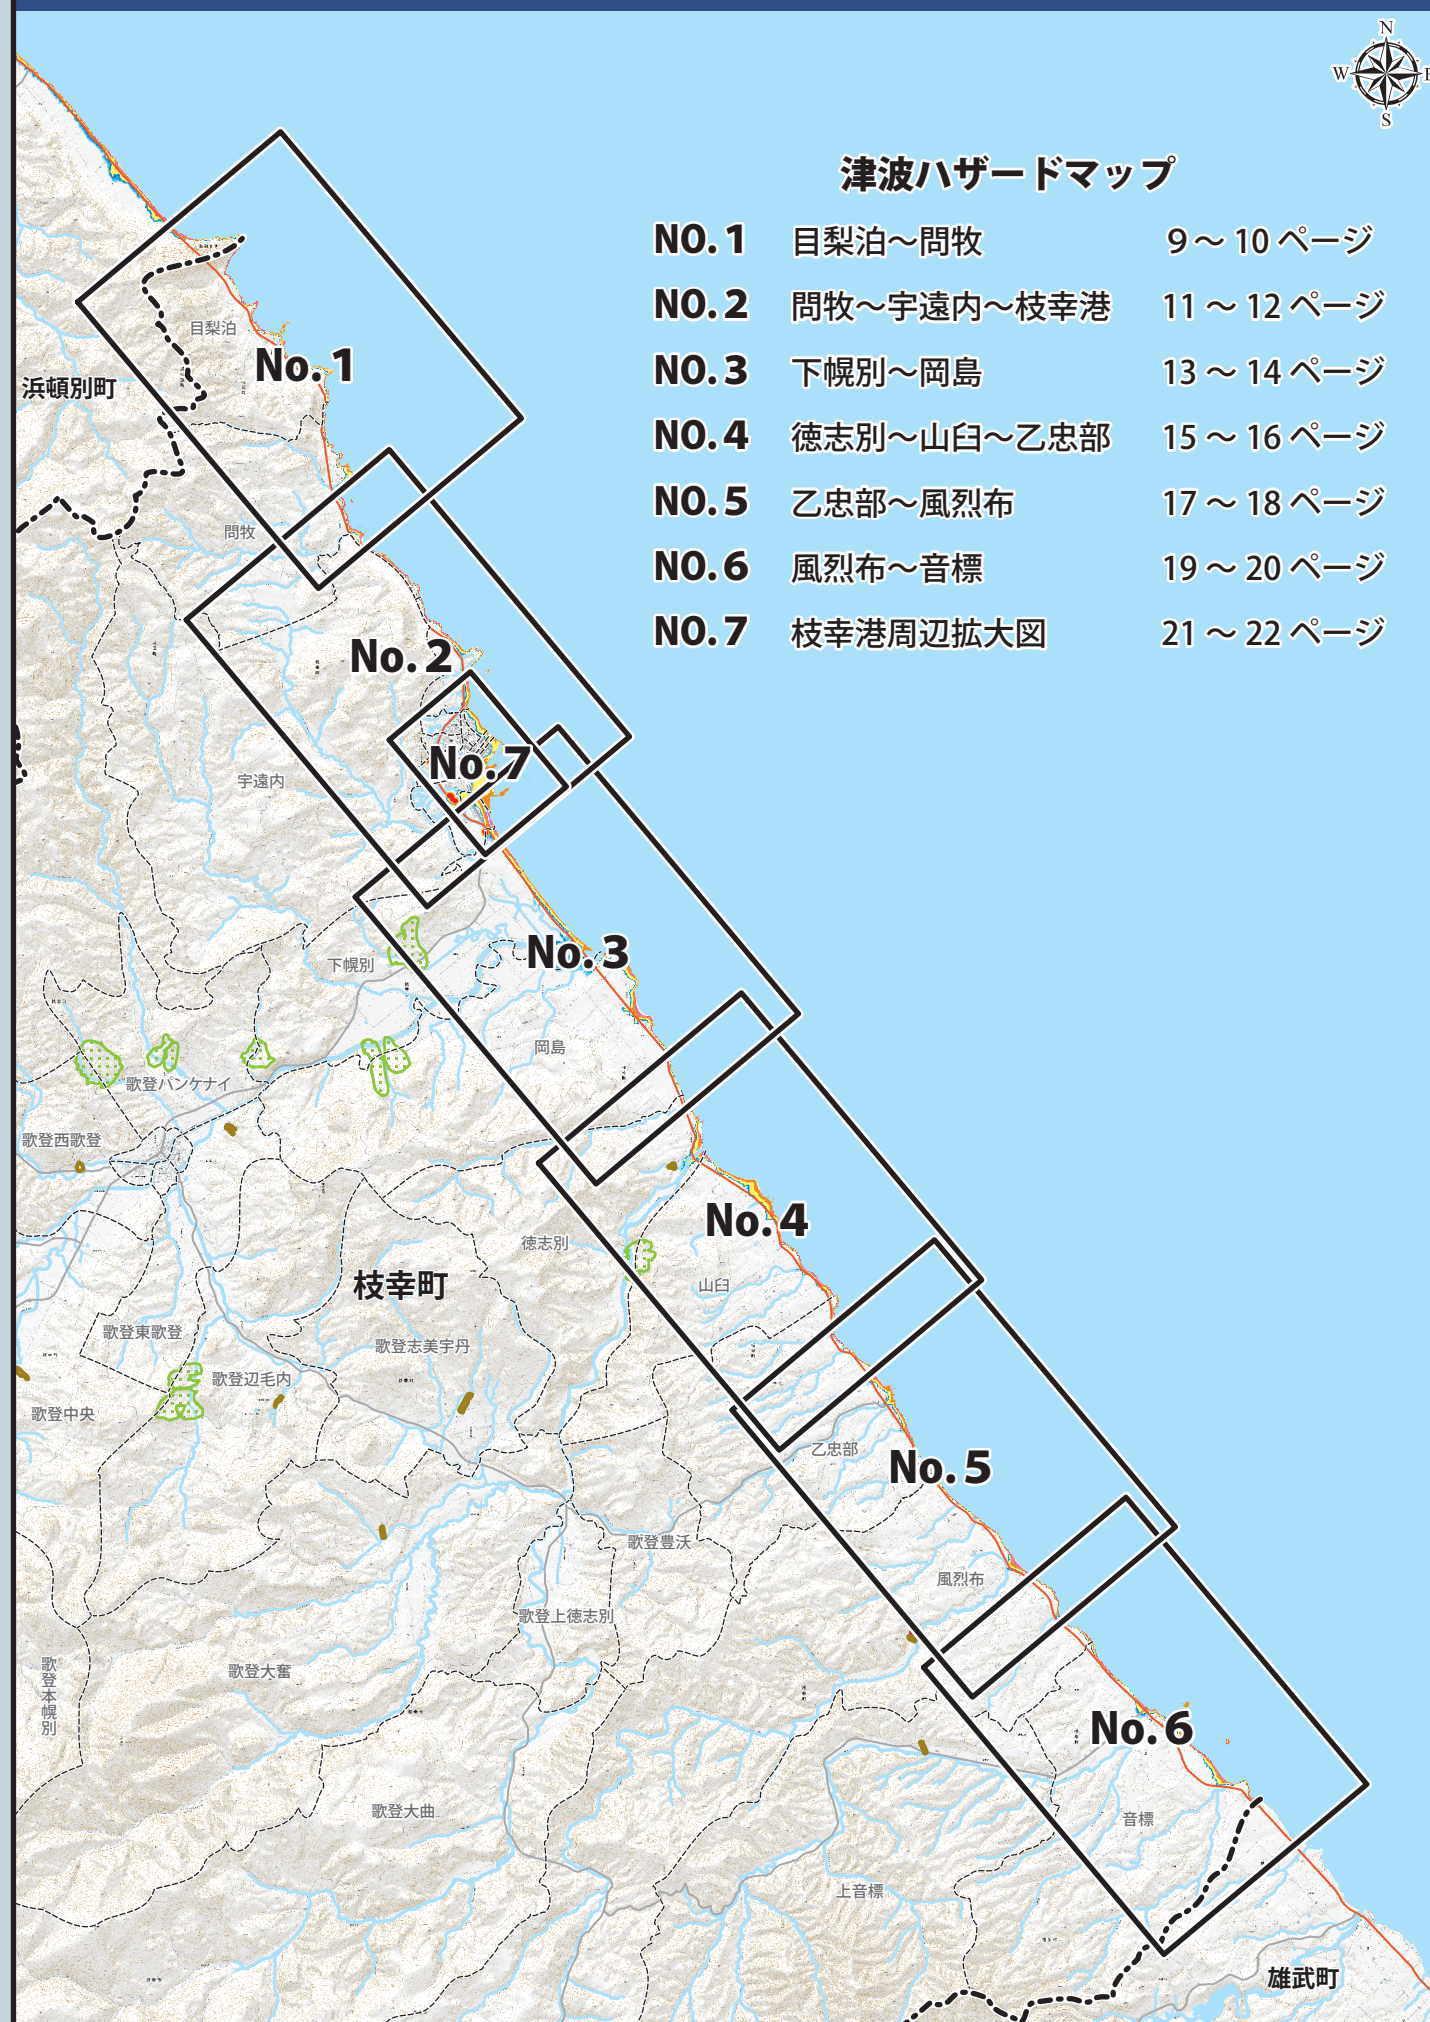 N
W
E
S
津波ハザードマップ
NO.1 目梨泊～問牧 9～10ページ
NO.2 問牧～宇遠内～枝幸港 11～12ページ
NO.3 下幌別～岡島 13～14ページ
NO.4 徳志別～山臼～乙忠部 15～16ページ
NO.5 乙忠部～風烈布 17～18ページ
NO.6 風烈布～音標 19～20ページ
NO.7 枝幸港周辺拡大図 21～22ページ
目梨泊
No.1
浜頓別町
問牧
No.2
No.7
宇遠内
No.3
下幌別
岡島
歌登パンケナイ
歌登西歌登
No.4
徳志別
山臼
枝幸町
歌登東歌登
歌登志美宇丹
歌登辺毛内
歌登中央
乙忠部
No.5
歌登豊沃
風烈布
歌登上徳志別
歌登大奮
歌登本幌別
No.6
歌登大曲
音標
上音標
雄武町